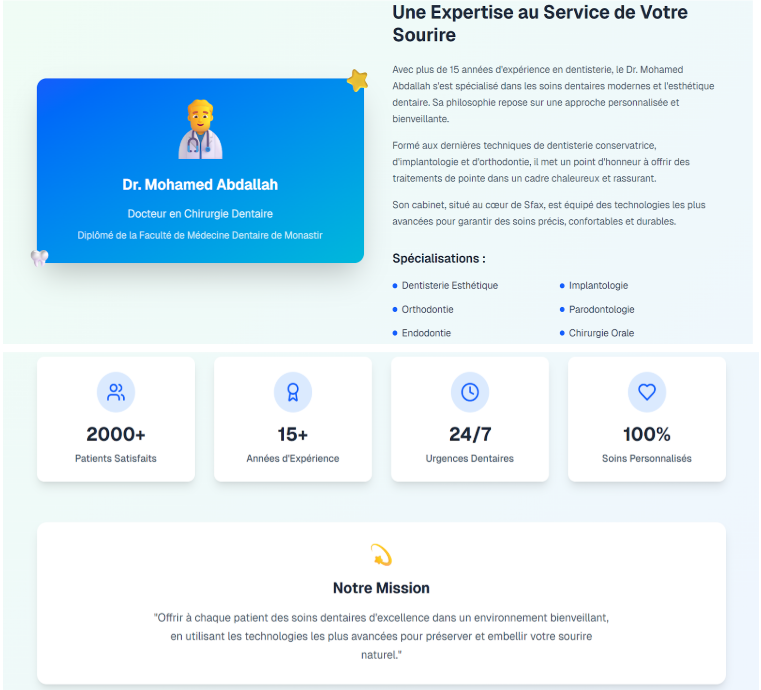 Une Expertise au Service de Votre
Sourire
Avec plus de 15 années d'expérience en dentisterie, le Dr. Mohamed
Abdallah s'est spécialisé dans les soins dentaires modernes et l'esthétique
dentaire. Sa philosophie repose sur une approche personnalisée et
bienveillante.
Formé aux dernières techniques de dentisterie conservatrice,
d'implantologie et d'orthodontie, il met un point d'honneur à offrir des
traitements de pointe dans un cadre chaleureux et rassurant.
Son cabinet, situé au cœur de Sfax, est équipé des technologies les plus
avancées pour garantir des soins précis, confortables et durables.
Spécialisations :
Dentisterie Esthétique
Implantologie
Orthodontie
Parodontologie
Endodontie
Chirurgie Orale
Dr. Mohamed Abdallah
Docteur en Chirurgie Dentaire
Diplômé de la Faculté de Médecine Dentaire de Monastir
2000+
Patients Satisfaits
15+
Années d'Expérience
24/7
Urgences Dentaires
100%
Soins Personnalisés
Notre Mission
"Offrir à chaque patient des soins dentaires d'excellence dans un environnement bienveillant,
en utilisant les technologies les plus avancées pour préserver et embellir votre sourire
naturel."